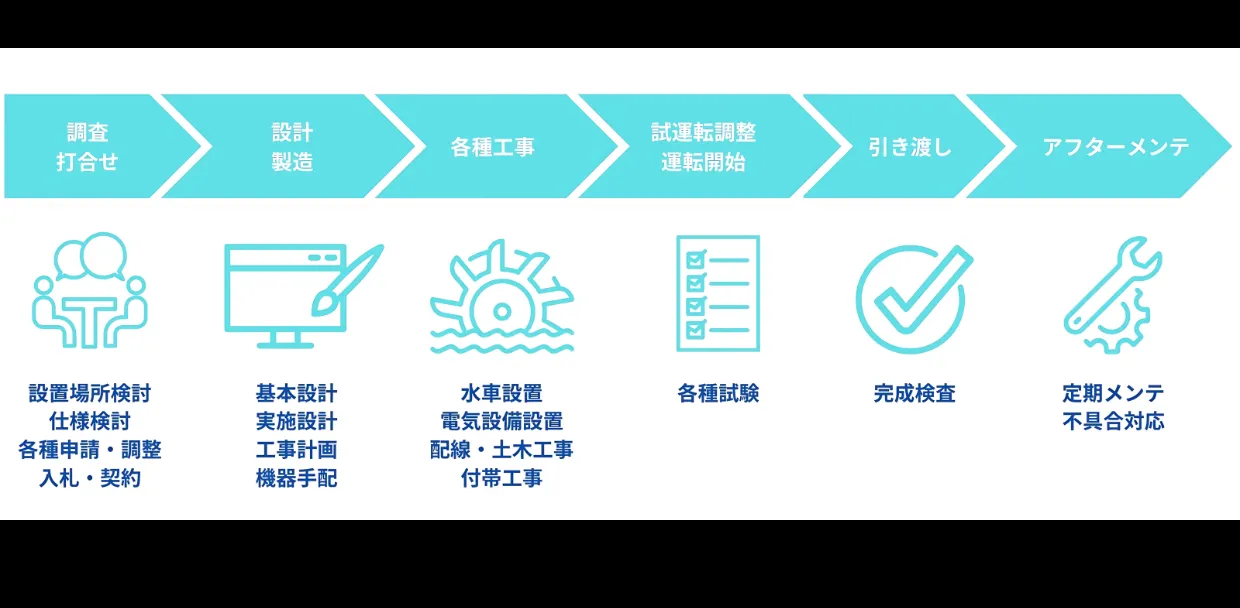 調査
打合せ
設計
製造
各種工事
試運転調整
運転開始
引き渡し
アフターメンテ
設置場所検討
仕様検討
各種申請・調整
入札・契約
基本設計
実施設計
工事計画
機器手配
水車設置
電気設備設置
配線・土木工事
付帯工事
各種試験
完成検査
定期メンテ
不具合対応